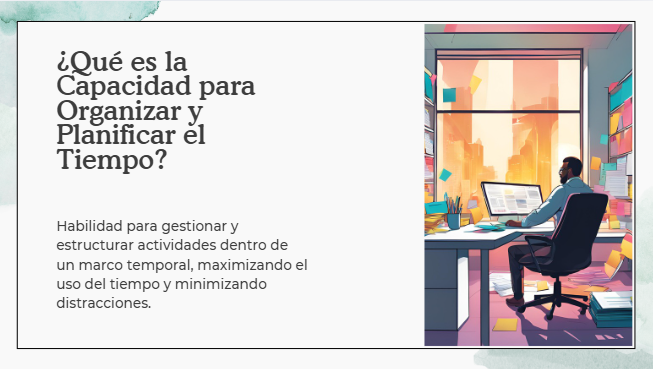 ¿Qué es la
Capacidad para
Organizar y
Planificar el
Tiempo?
Habilidad para gestionar y
estructurar actividades dentro de
un marco temporal, maximizando el
uso del tiempo y minimizando
distracciones.